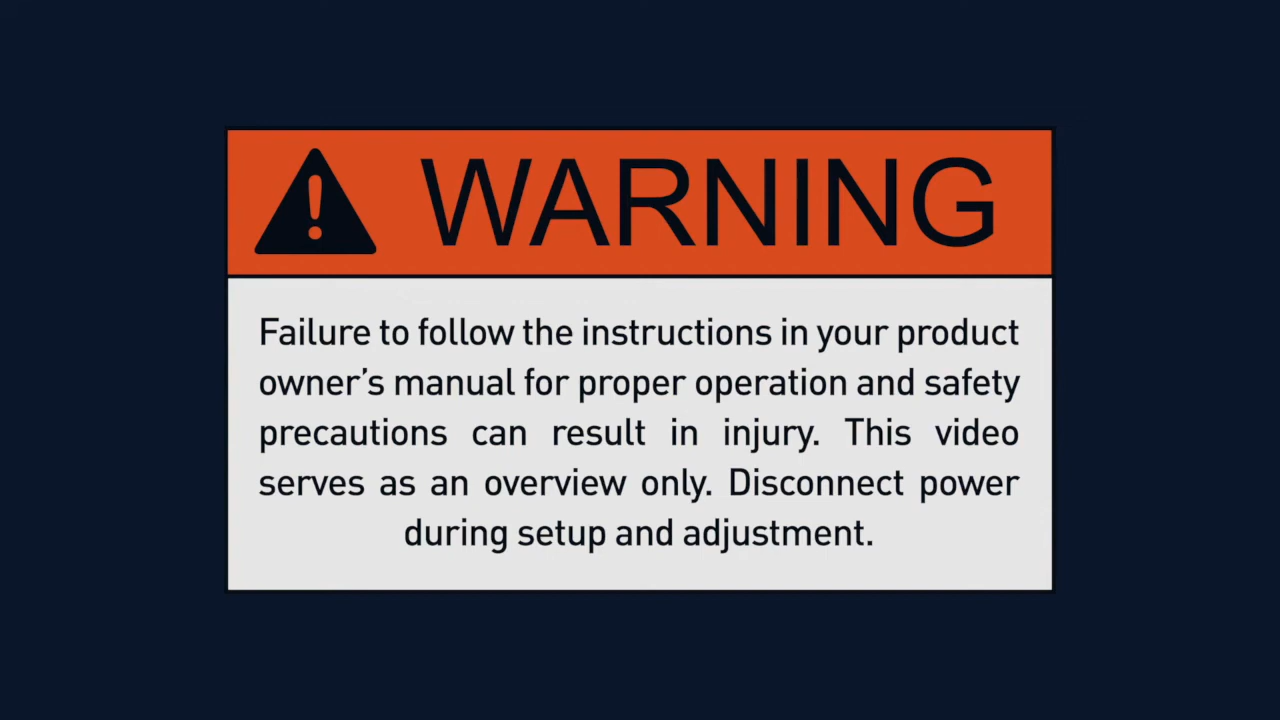 WARNING
Failure to follow the instructions in your product
owner’s manual for proper operation and safety
precautions can result in injury. This video
serves as an overview only. Disconnect power
during setup and adjustment.